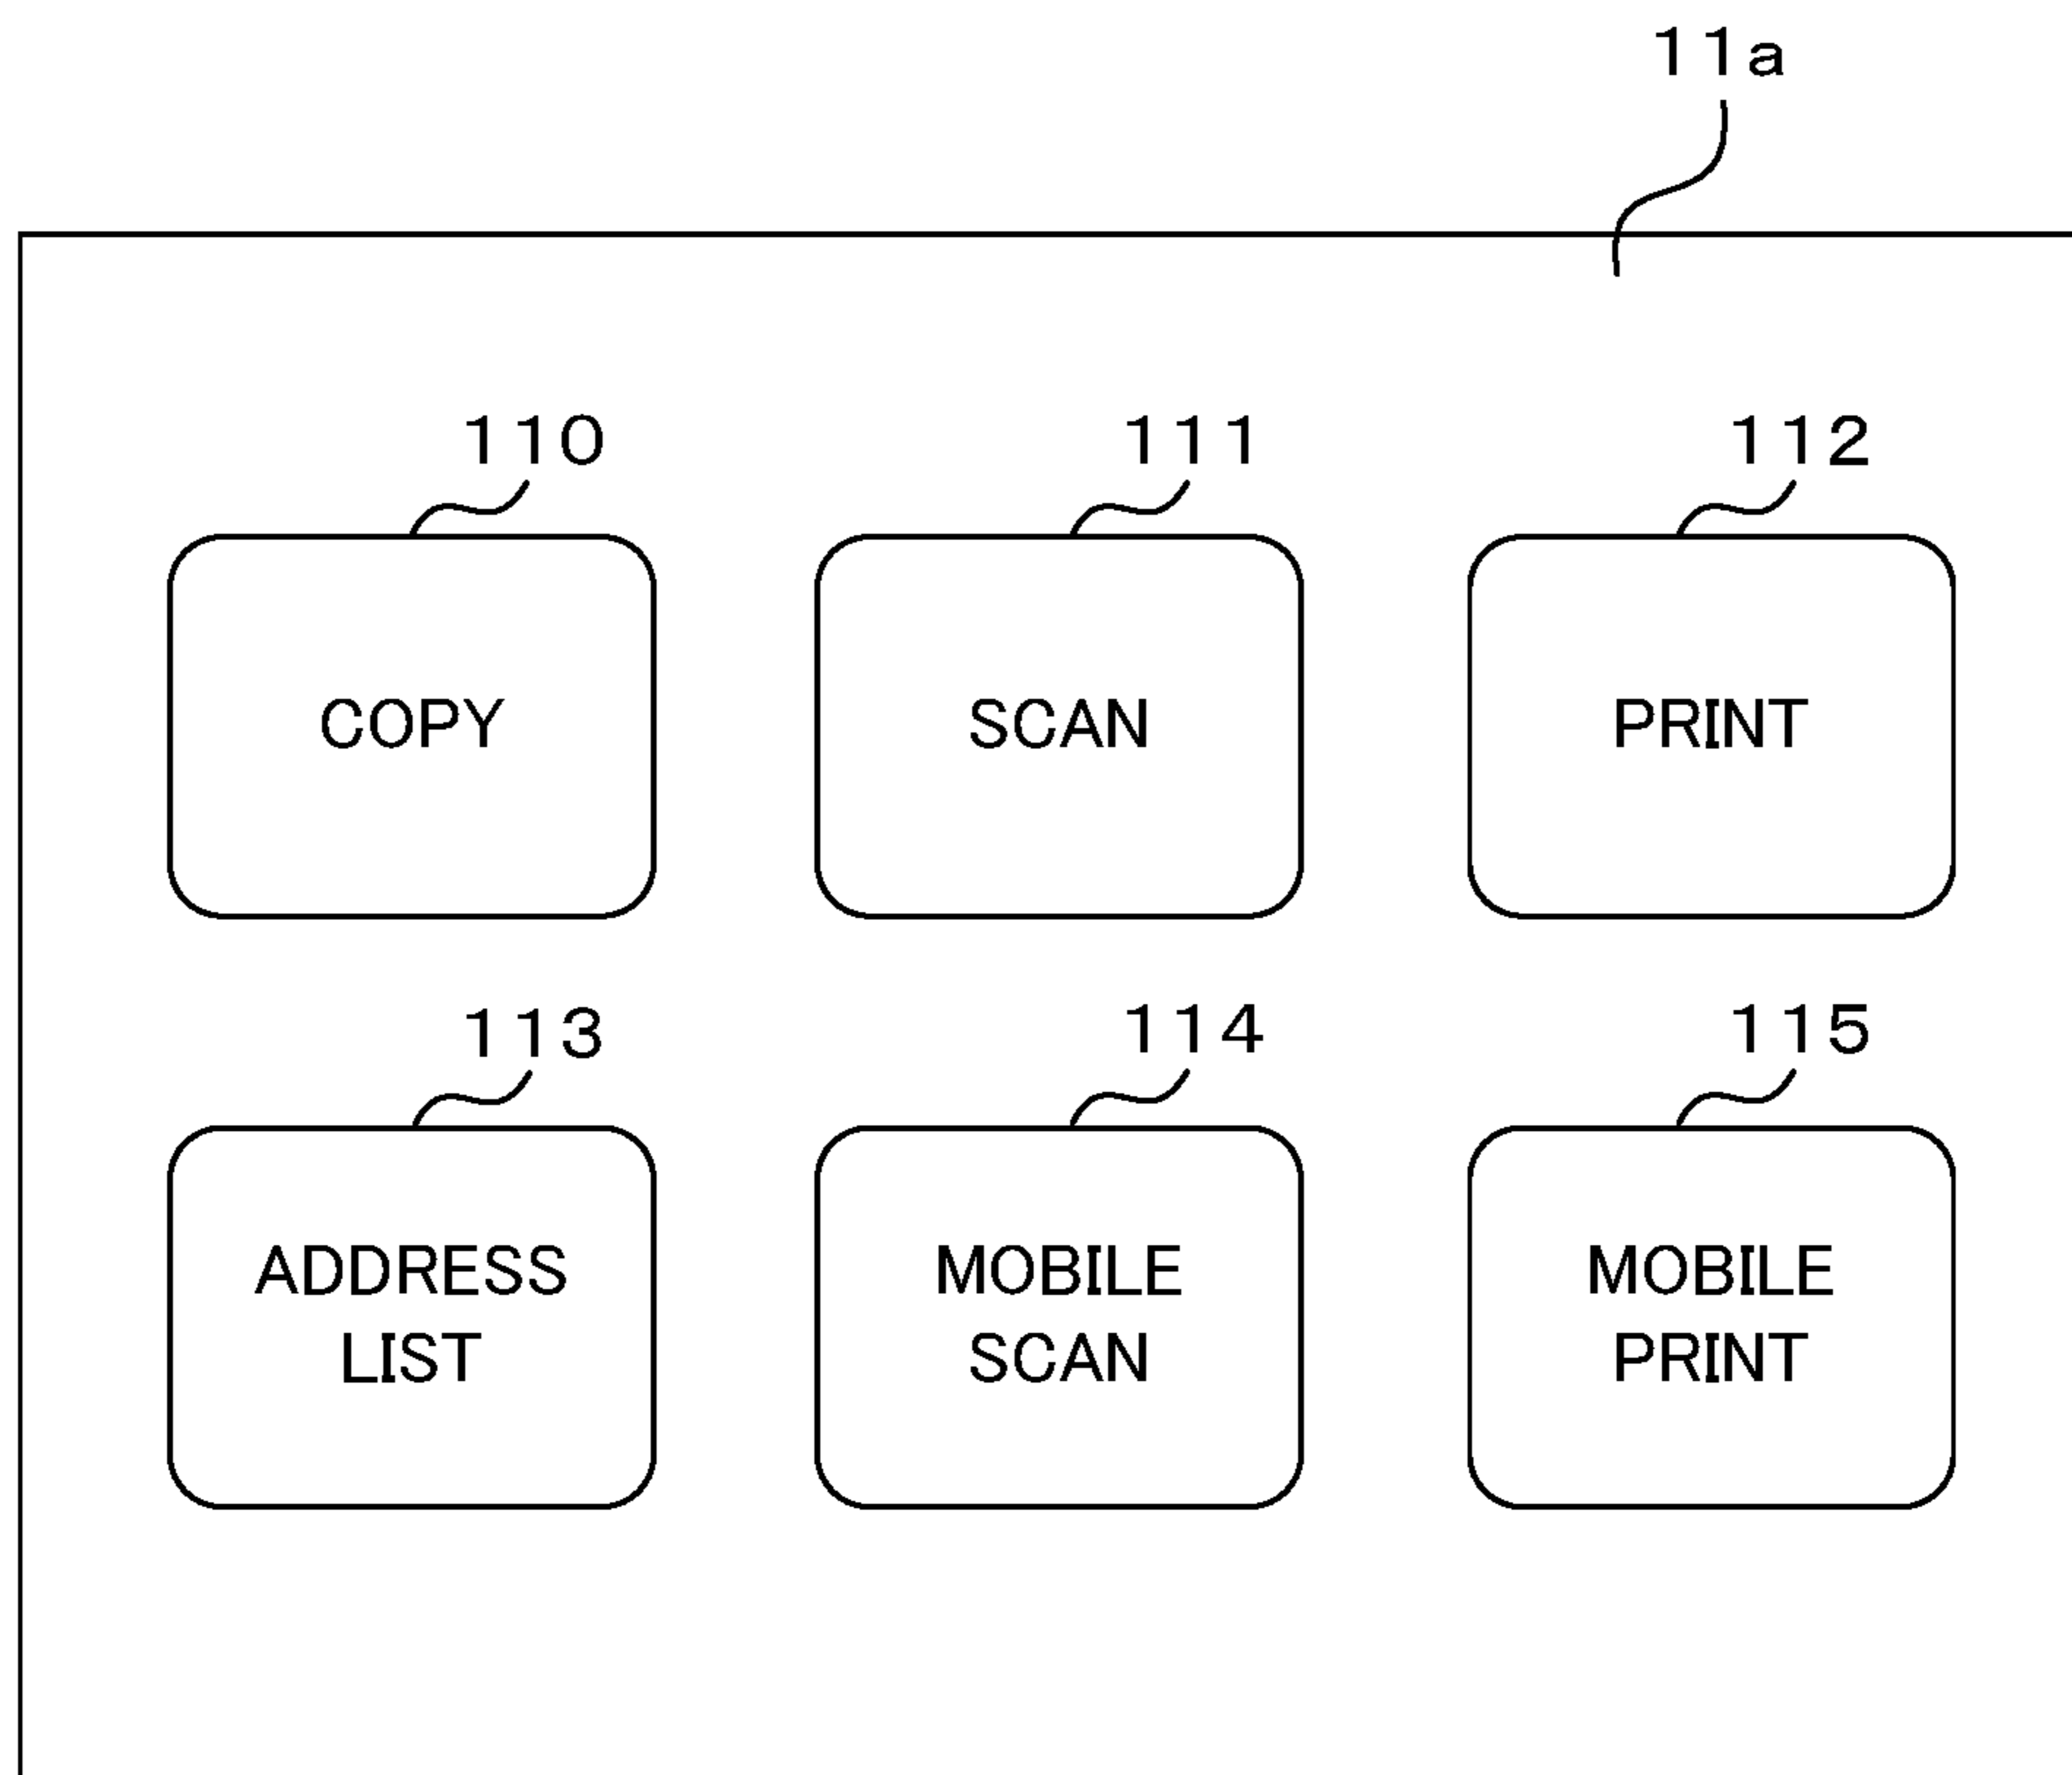 11a
110
111
112
COPY
SCAN
PRINT
113
114
115
ADDRESS
LIST
MOBILE
SCAN
MOBILE
PRINT